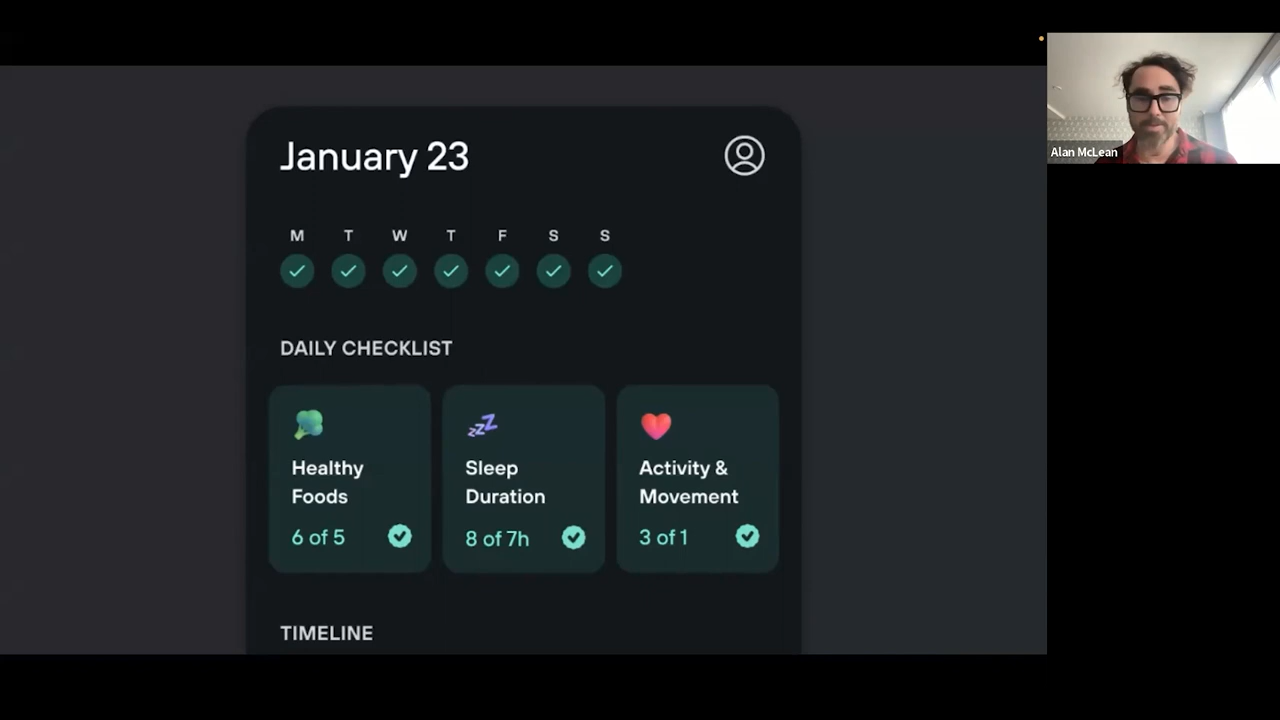 January 23
M T W T F S S
DAILY CHECKLIST
Healthy
Foods
6 of 5
Sleep
Duration
8 of 7h
Activity &
Movement
3 of 1
TIMELINE
Alan McLean